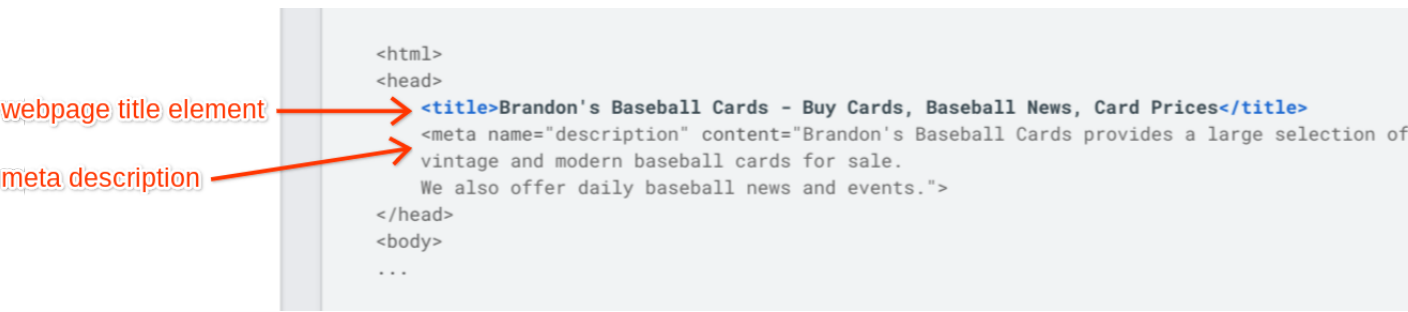 <html>
<head>
webpage title element
<title>Brandon's Baseball Cards - Buy Cards, Baseball News, Card Prices</title>
<meta name="description" content="Brandon's Baseball Cards provides a large selection of
vintage and modern baseball cards for sale.
meta description
We also offer daily baseball news and events.">
</head>
<body>
...